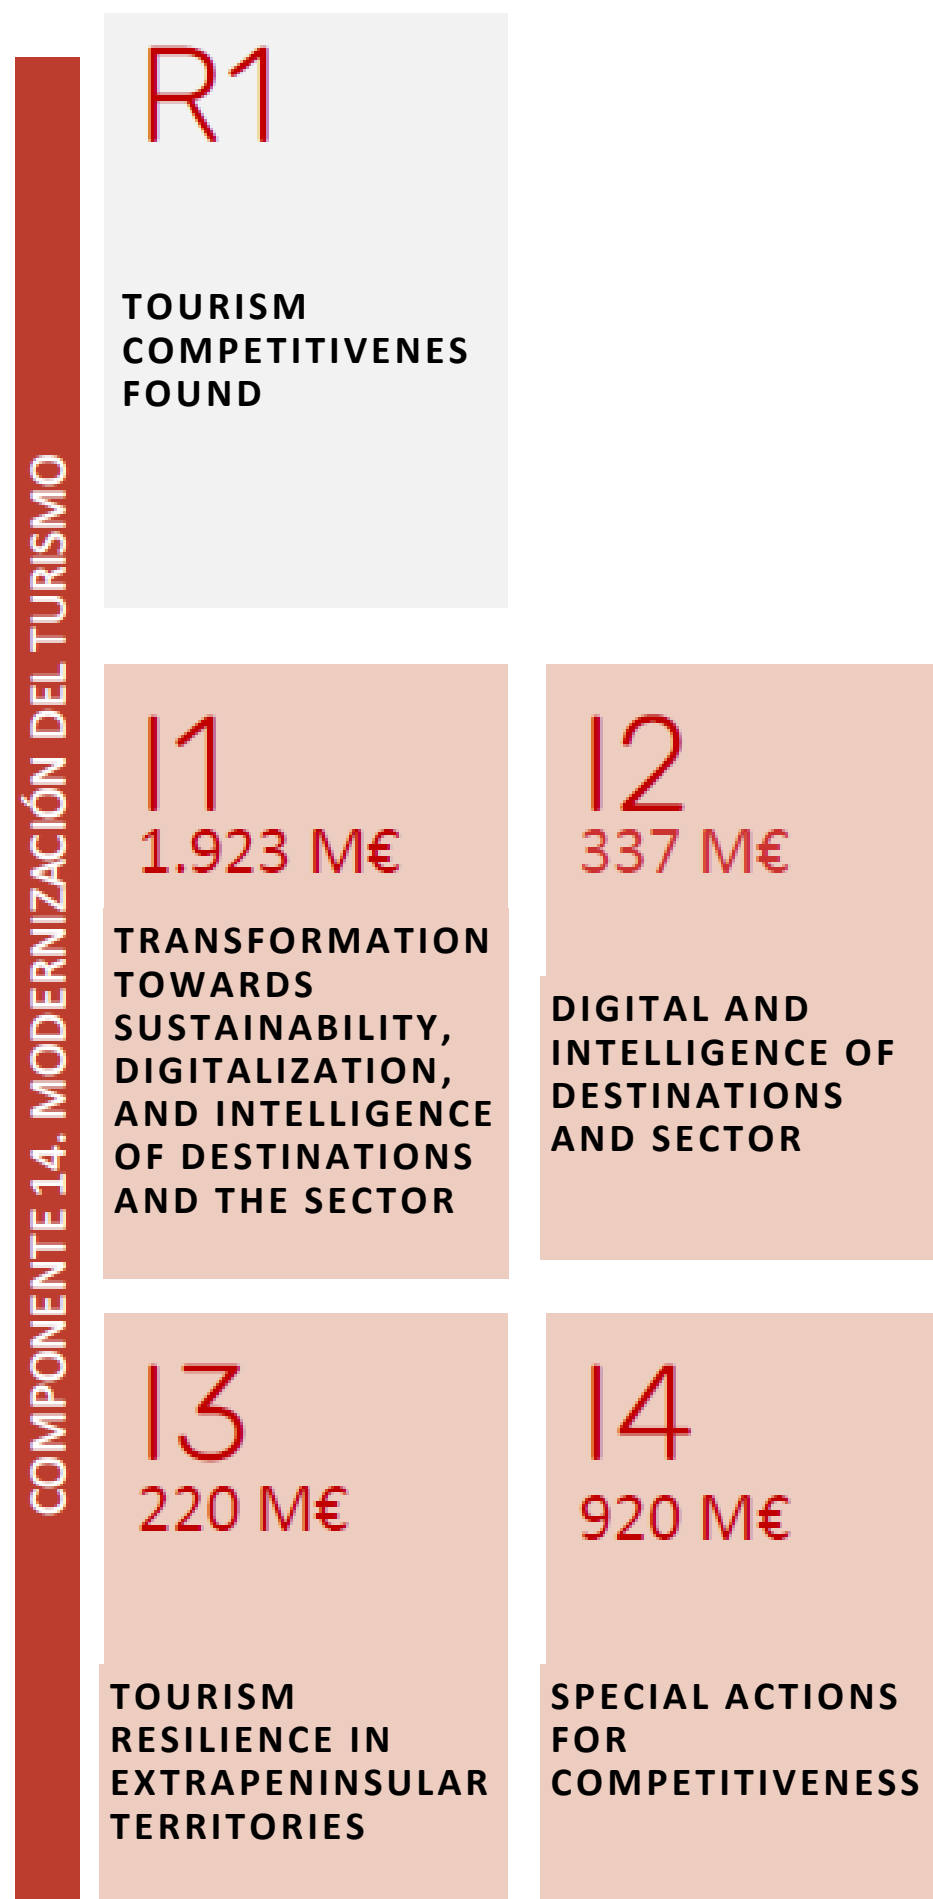 COMPONENTE 14. MODERNIZACIÓN DEL TURISMO
R1
TOURISM
COMPETITIVENES
FOUND
I1
1.923 M€
TRANSFORMATION
TOWARDS
SUSTAINABILITY,
DIGITALIZATION,
AND INTELLIGENCE
OF DESTINATIONS
AND THE SECTOR
I2
337 M€
DIGITAL AND
INTELLIGENCE OF
DESTINATIONS
AND SECTOR
I3
220 M€
TOURISM
RESILIENCE IN
EXTRAPENINSULAR
TERRITORIES
I4
920 M€
SPECIAL ACTIONS
FOR
COMPETITIVENESS